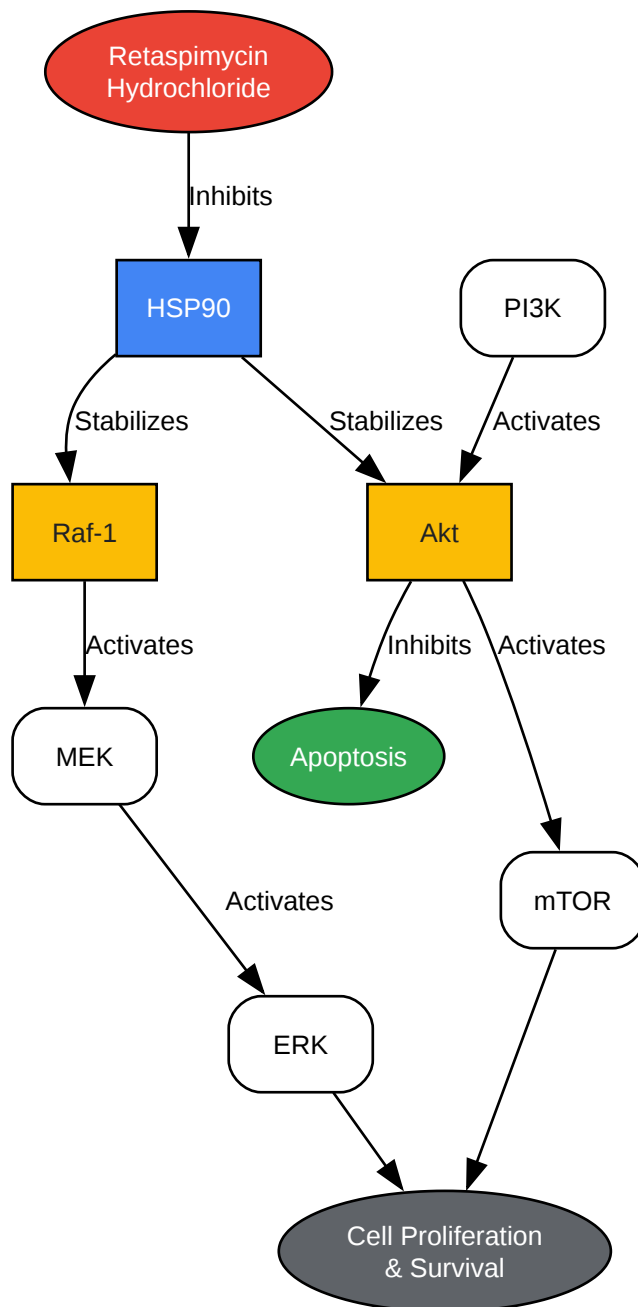 Retaspimycin
Hydrochloride
Inhibits
HSP90
PI3K
Stabilizes
Stabilizes
Activates
Raf-1
Akt
Activates
Inhibits
Activates
MEK
Apoptosis
Activates
mTOR
ERK
Cell Proliferation
& Survival